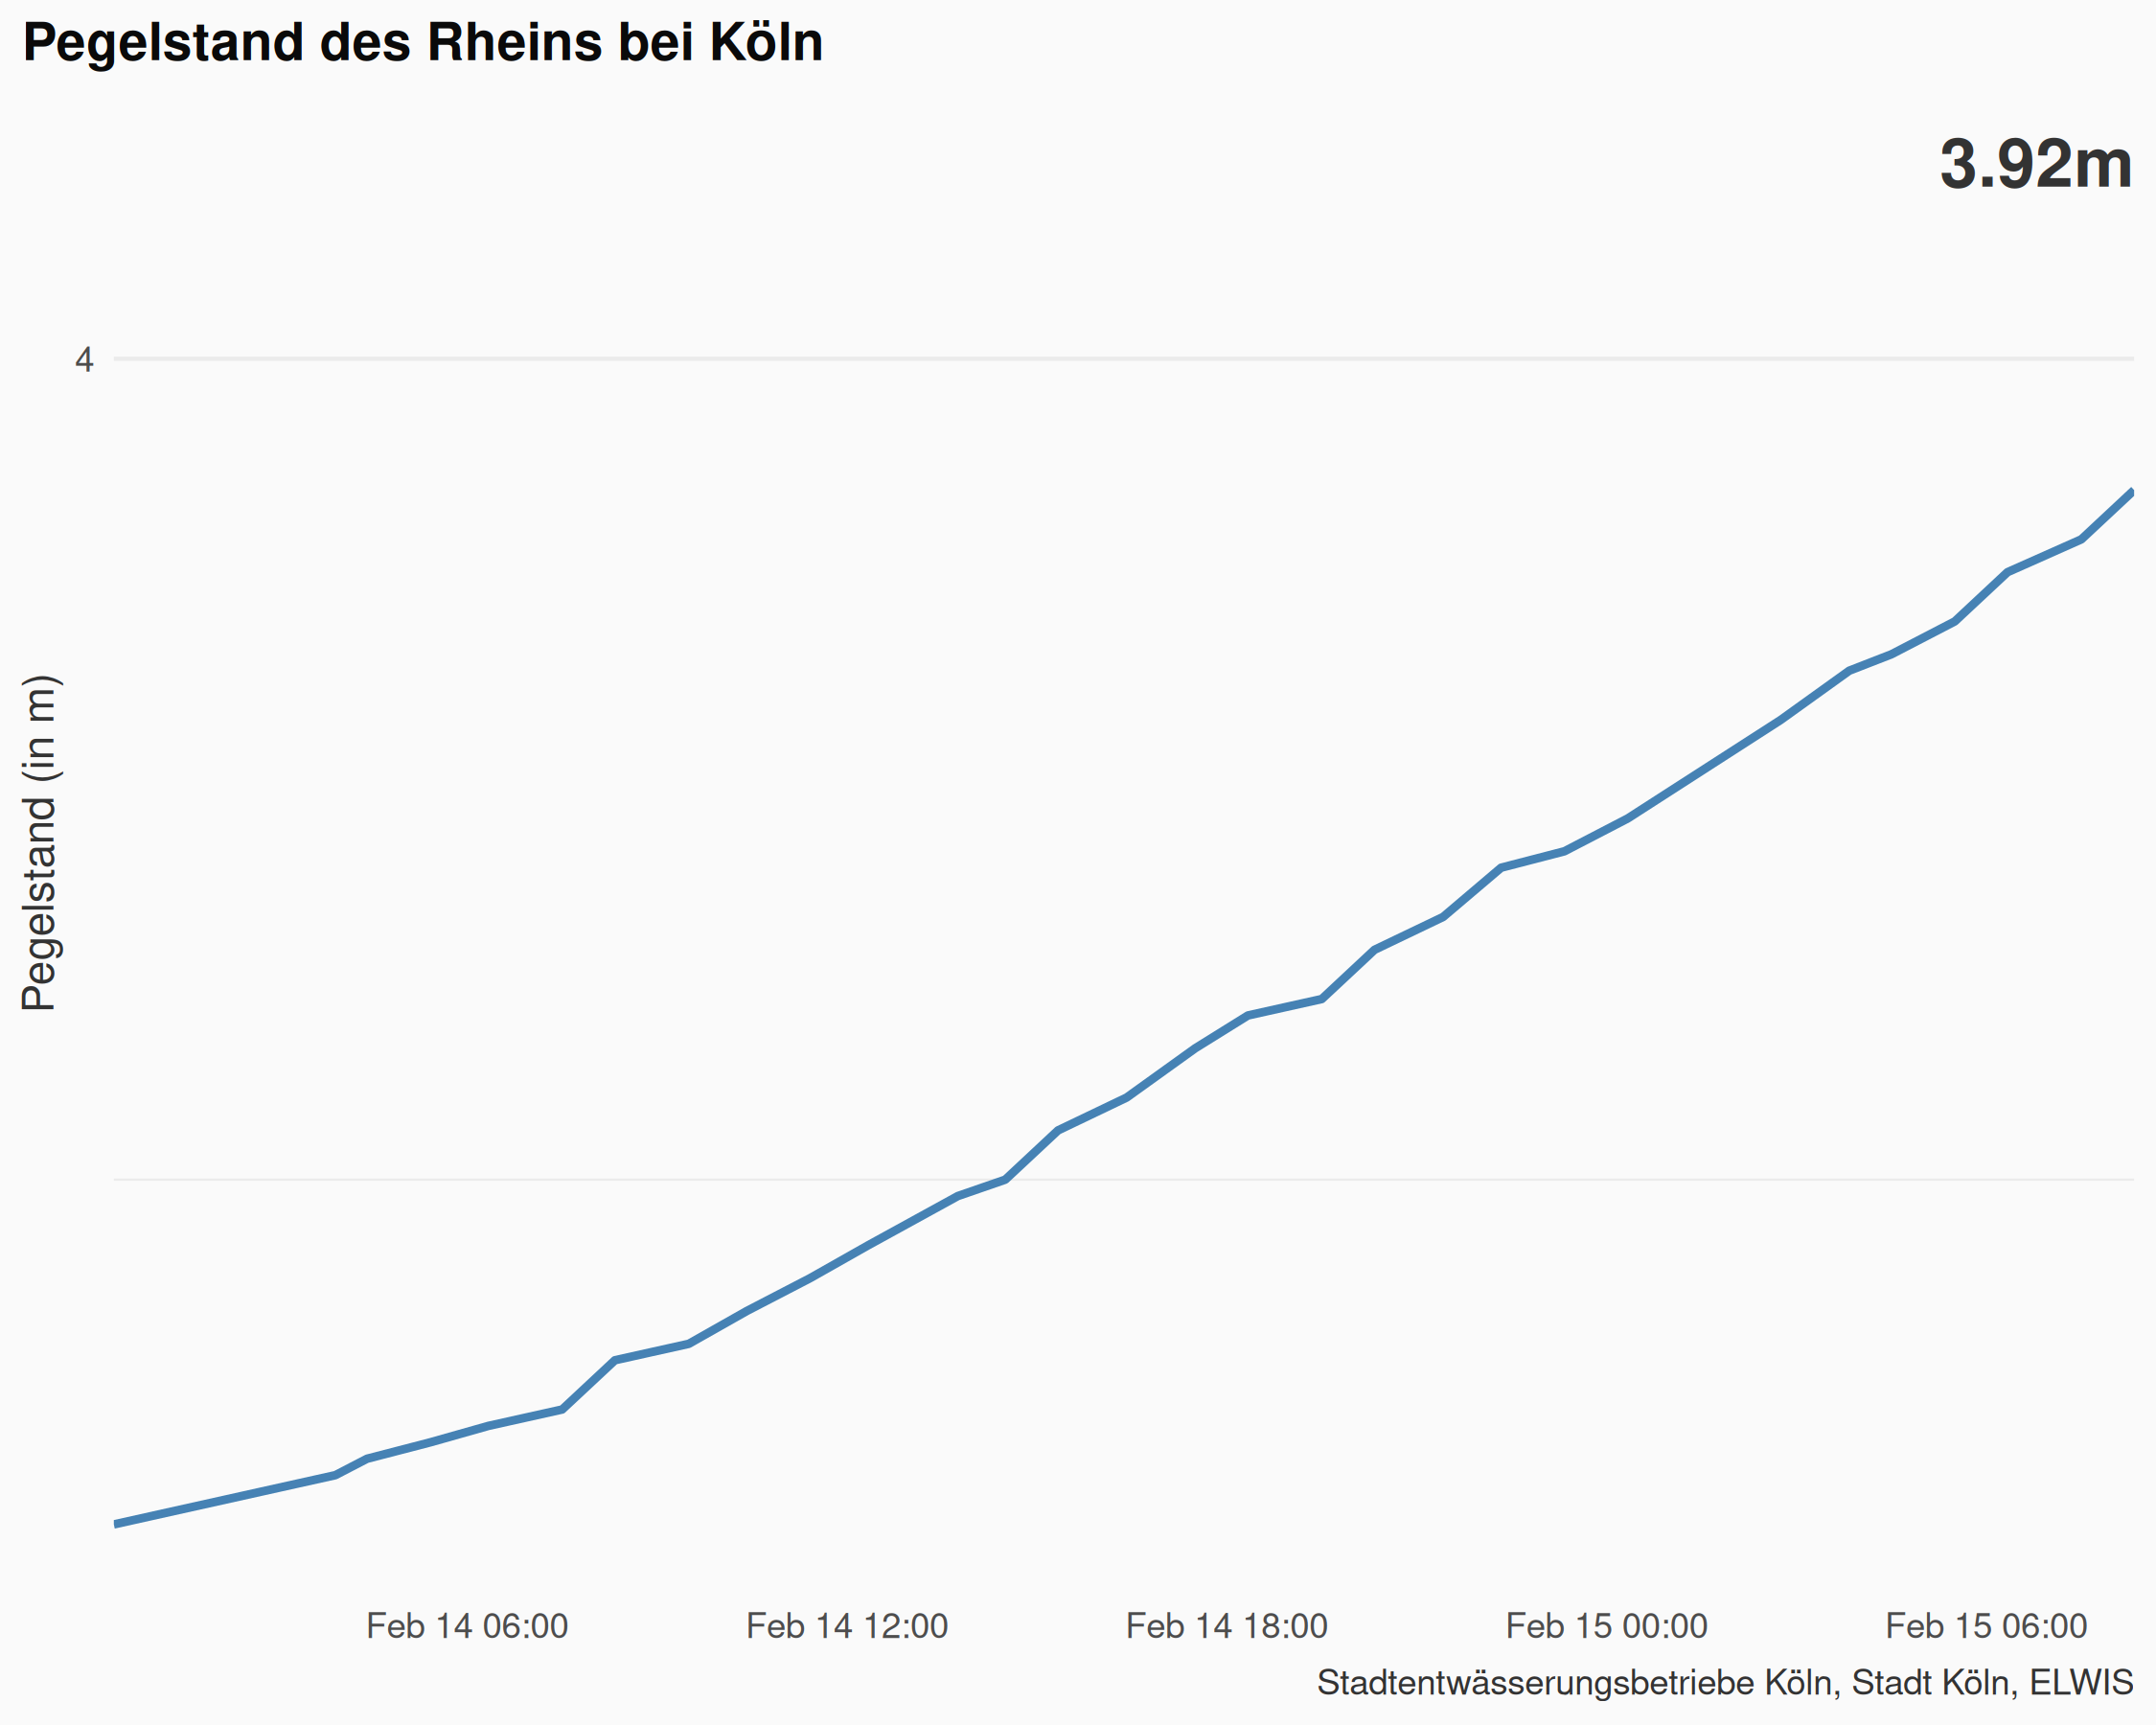 Pegelstand des Rheins bei Köln
3.92m
4
Pegelstand (in m)
Feb 14 06:00 Feb 14 12:00 Feb 14 18:00 Feb 15 00:00 Feb 15 06:00
Stadtentwässerungsbetriebe Köln, Stadt Köln, ELWIS